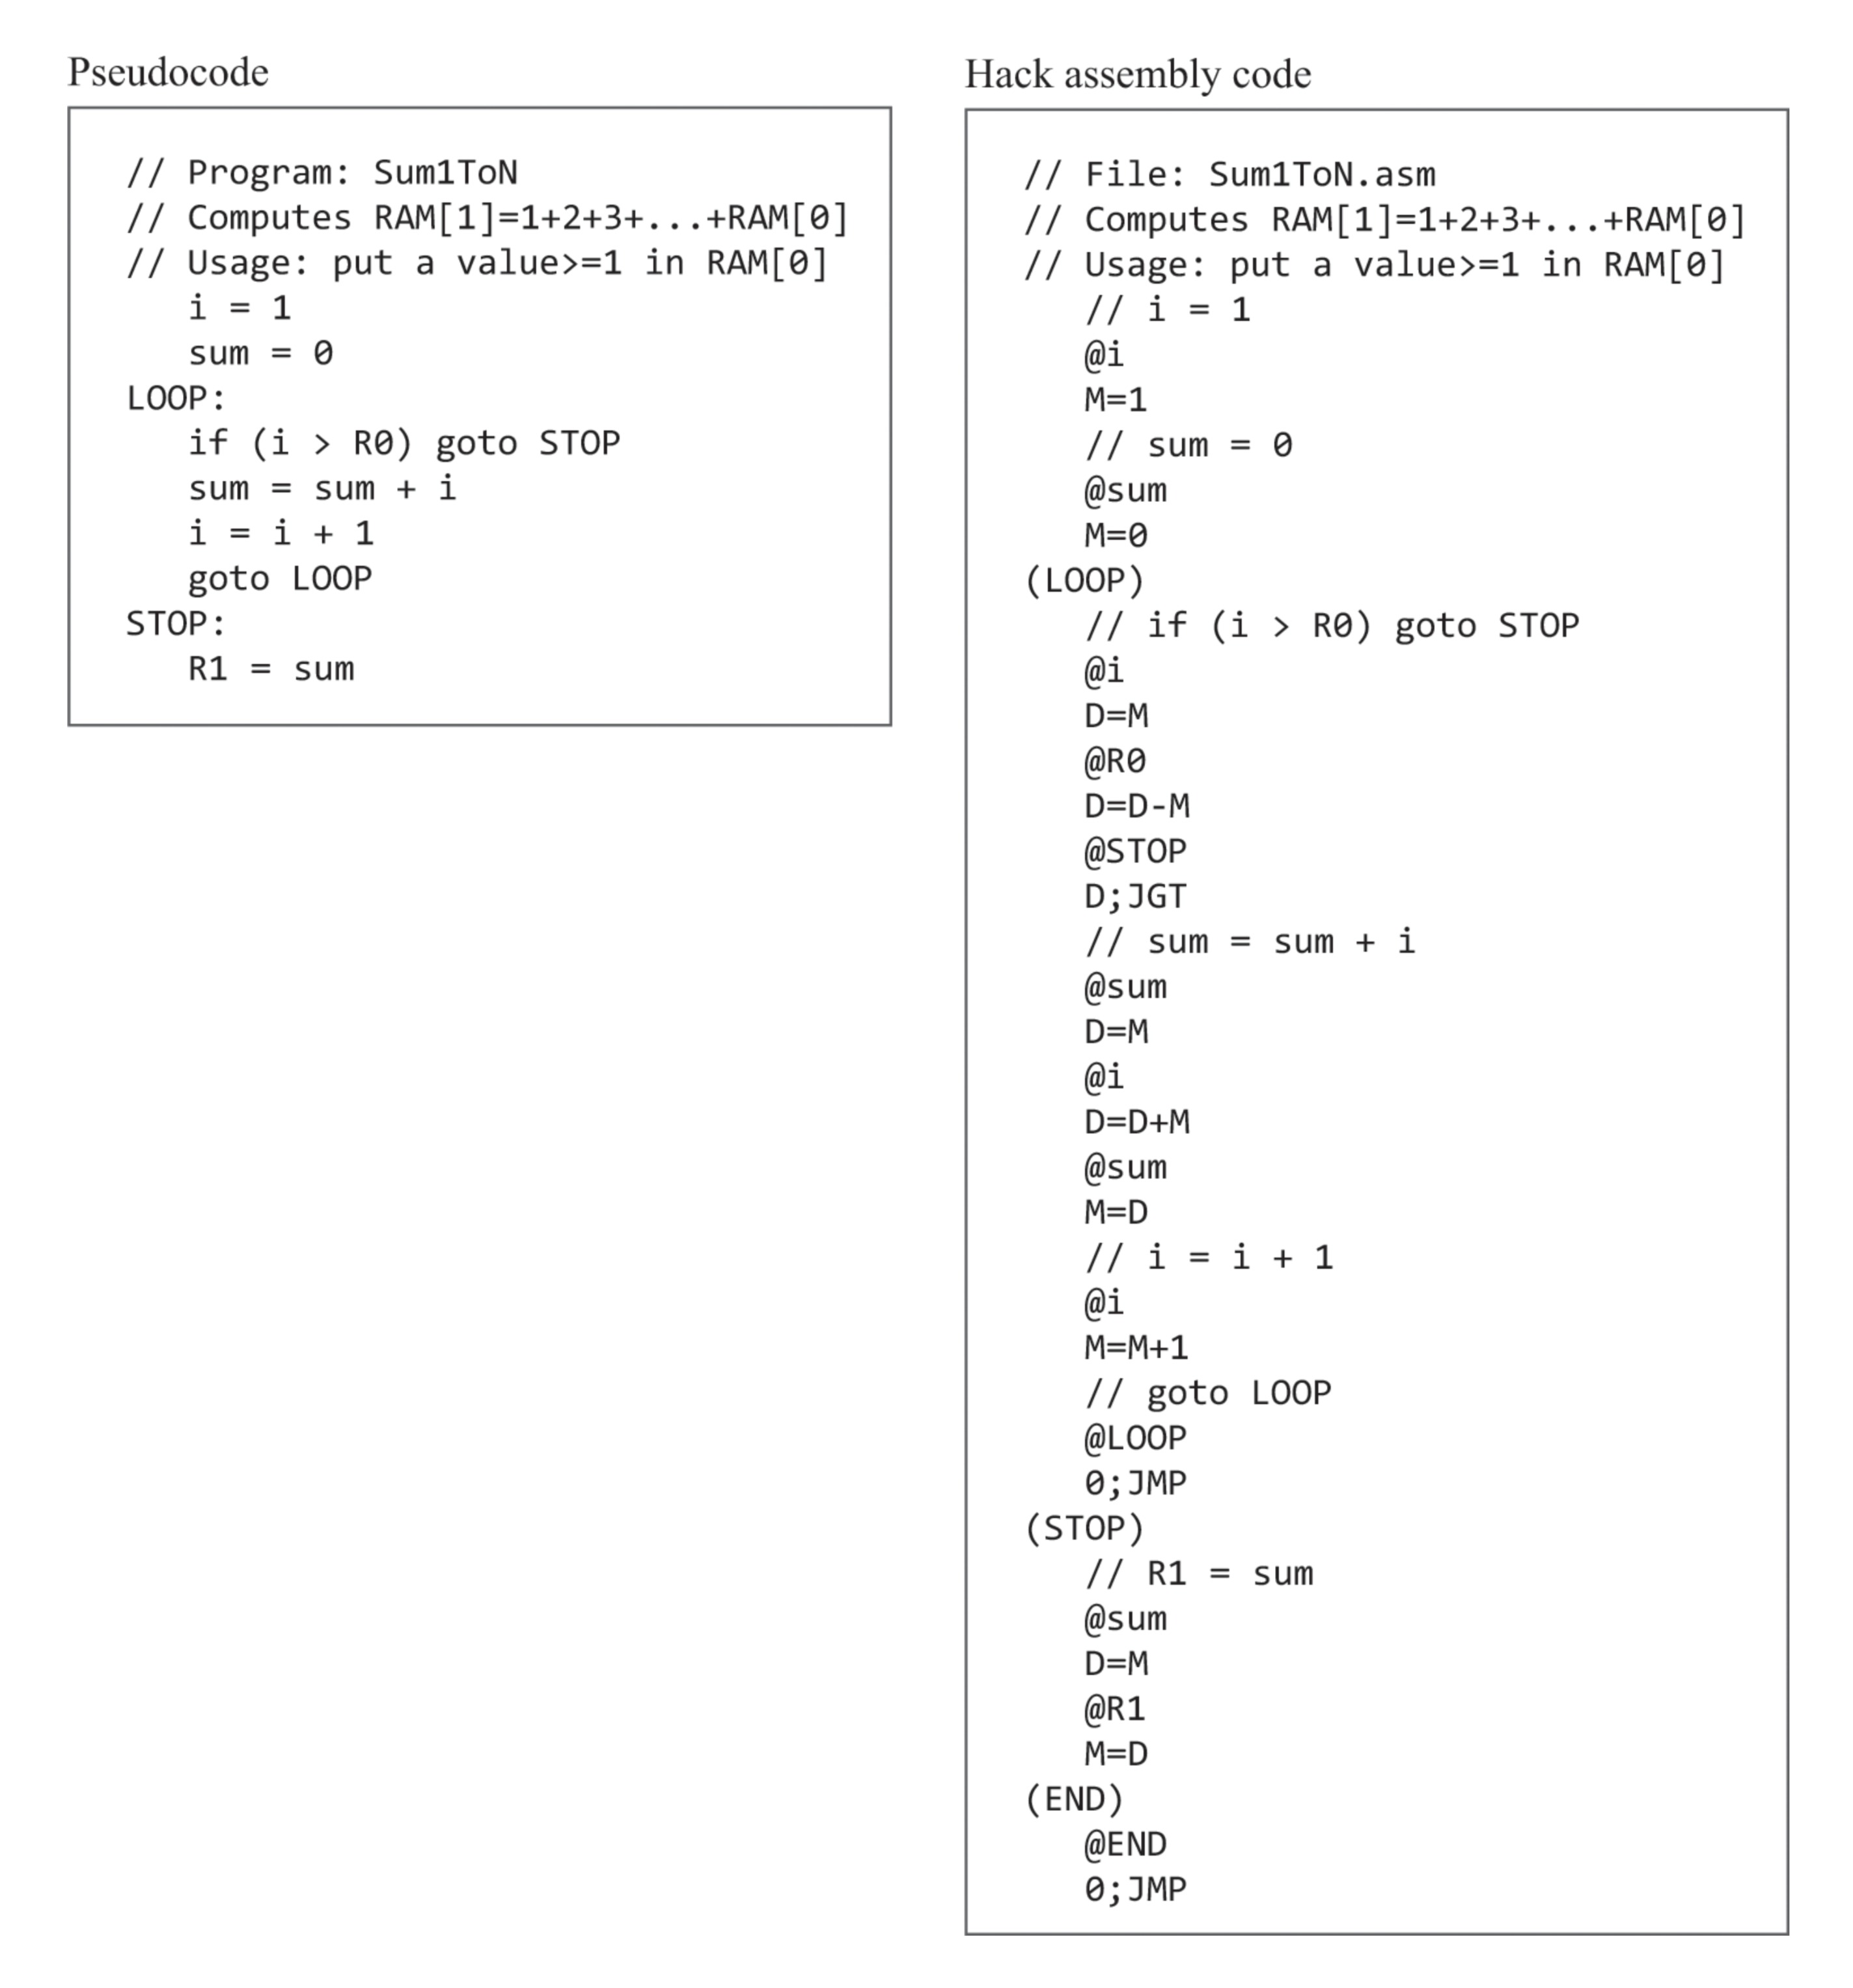 Pseudocode
// Program: Sum1ToN
// Computes RAM[1]=1+2+3+...+RAM[0]
// Usage: put a value>=1 in RAM[0]
   i = 1
   sum = 0
LOOP:
   if (i > R0) goto STOP
   sum = sum + i
   i = i + 1
   goto LOOP
STOP:
   R1 = sum
Hack assembly code
// File: Sum1ToN.asm
// Computes RAM[1]=1+2+3+...+RAM[0]
// Usage: put a value>=1 in RAM[0]
   // i = 1
   @i
   M=1
   // sum = 0
   @sum
   M=0
(LOOP)
   // if (i > R0) goto STOP
   @i
   D=M
   @R0
   D=D-M
   @STOP
   D;JGT
   // sum = sum + i
   @sum
   D=M
   @i
   D=D+M
   @sum
   M=D
   // i = i + 1
   @i
   M=M+1
   // goto LOOP
   @LOOP
   0;JMP
(STOP)
   // R1 = sum
   @sum
   D=M
   @R1
   M=D
(END)
   @END
   0;JMP